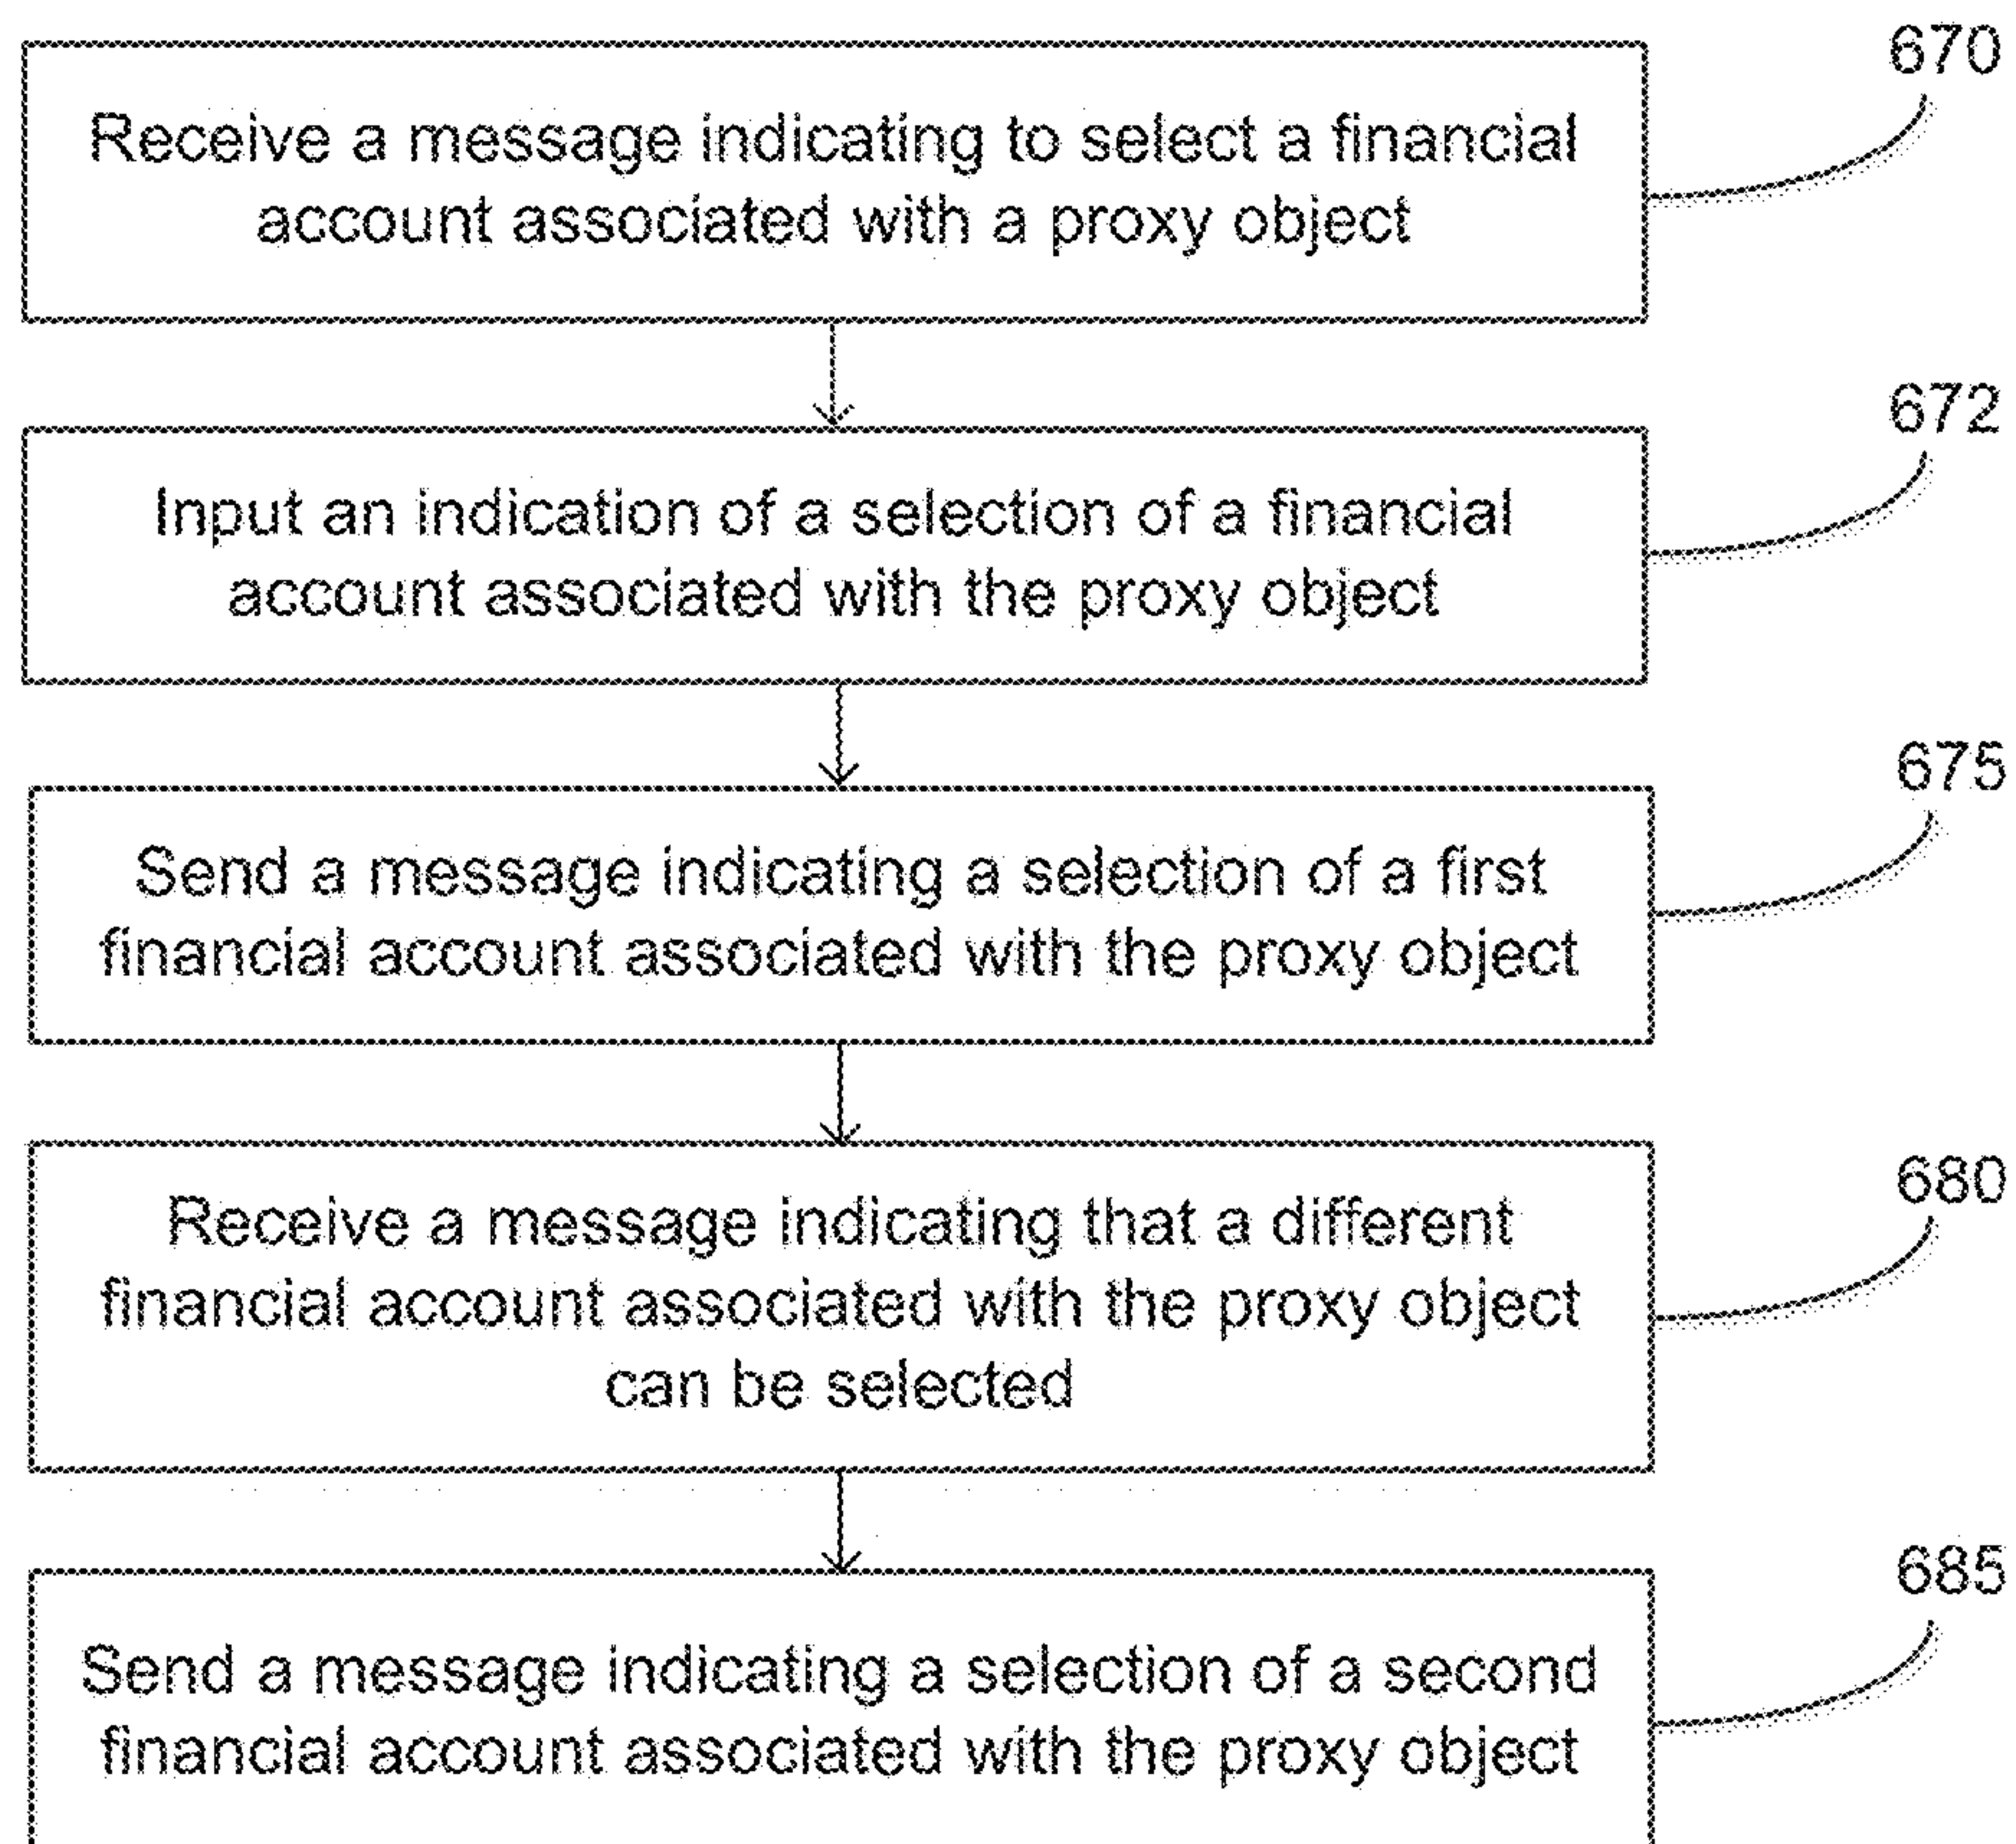 670
Receive a message indicating to select a financial
account associated with a proxy object
672
Input an indication of a selection of a financial
account associated with the proxy object
675
Send a message indicating a selection of a first
financial account associated with the proxy object
680
Receive a message indicating that a different
financial account associated with the proxy object
can be selected
685
Send a message indicating a selection of a second
financial account associated with the proxy object